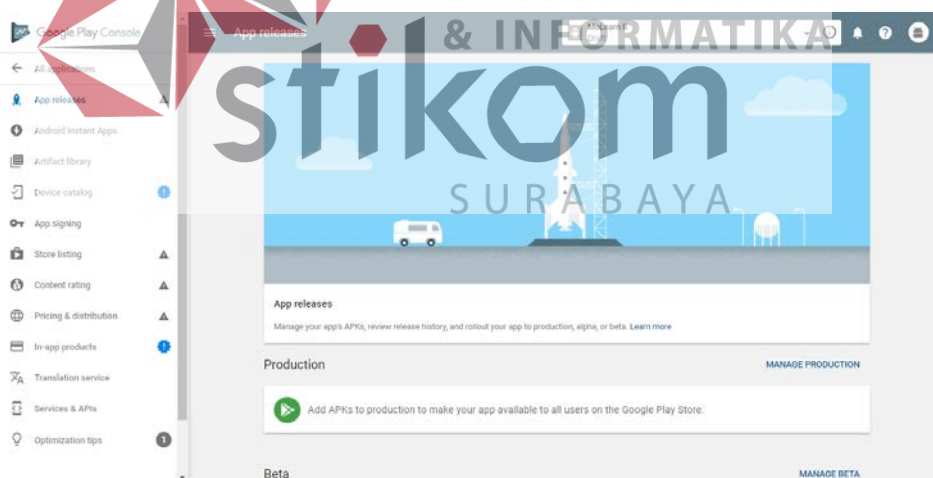 Google Play Console
App releases
& INFORMATIKA
Draft
All applications
App releases
Android Instant Apps
Artifact library
Device catalog
App signing
Store listing
Content rating
Pricing & distribution
In-app products
Translation service
Services & APIs
Optimization tips
1
stikom
SURABAYA
App releases
Manage your app's APKs, review release history, and rollout your app to production, alpha, or beta. Learn more
Production
MANAGE PRODUCTION
Add APKs to production to make your app available to all users on the Google Play Store.
Beta
MANAGE BETA